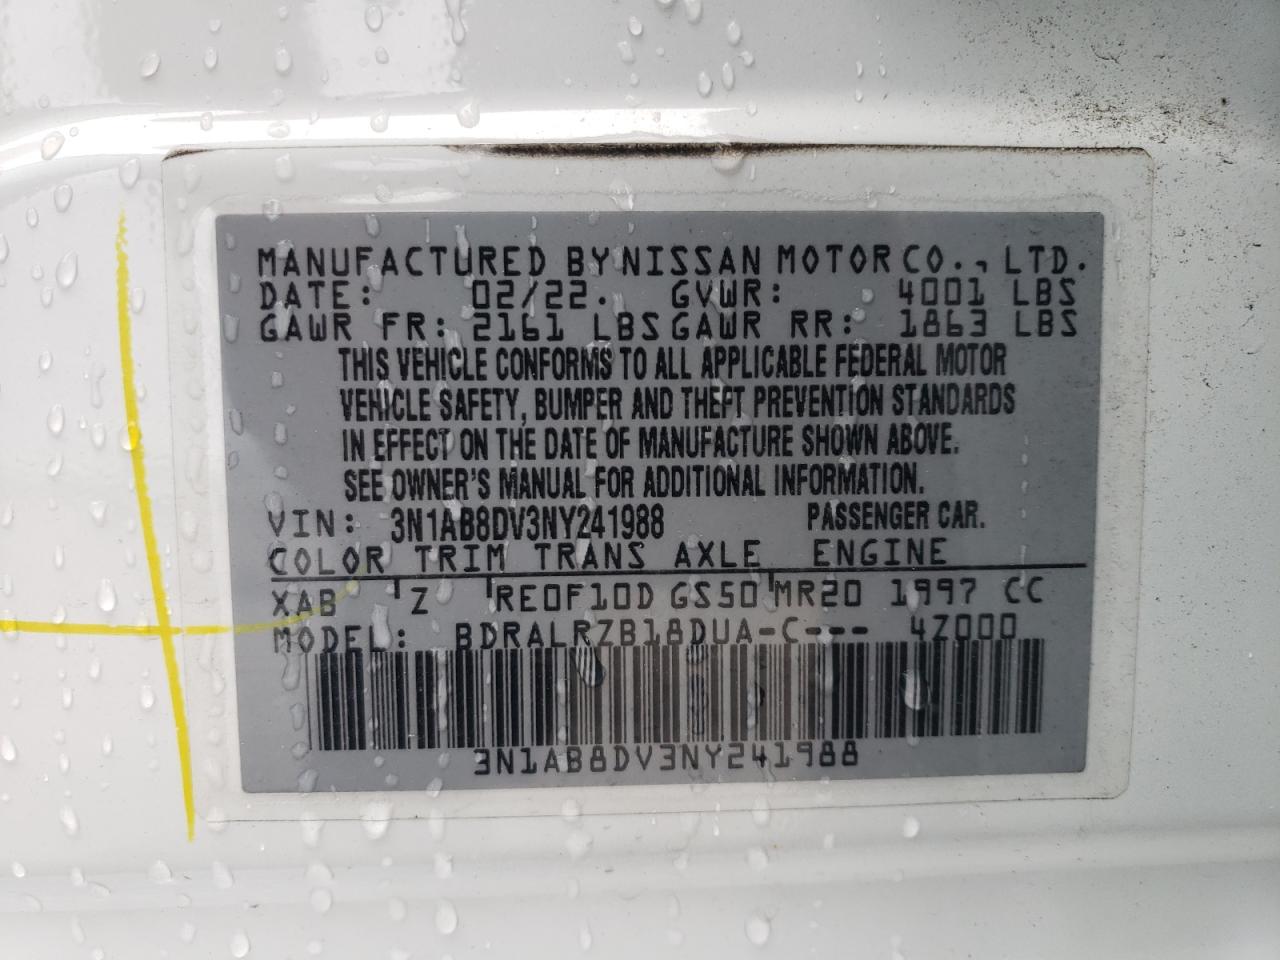 MANUFACTURED BY NISSAN MOTOR CO., LTD.
DATE: 02/22. GVWR: 4001 LBS
GAWR FR: 2161 LBS GAWR RR: 1863 LBS
THIS VEHICLE CONFORMS TO ALL APPLICABLE FEDERAL MOTOR
VEHICLE SAFETY, BUMPER AND THEFT PREVENTION STANDARDS
IN EFFECT ON THE DATE OF MANUFACTURE SHOWN ABOVE.
SEE OWNER'S MANUAL FOR ADDITIONAL INFORMATION.
VIN: 3N1AB8DV3NY241988 PASSENGER CAR.
COLOR TRIM TRANS AXLE ENGINE
XAB Z RE0F10D GS50 MR20 1997 CC
MODEL: BDRALRZB18DUA-C--- 4Z000
3N1AB8DV3NY241988